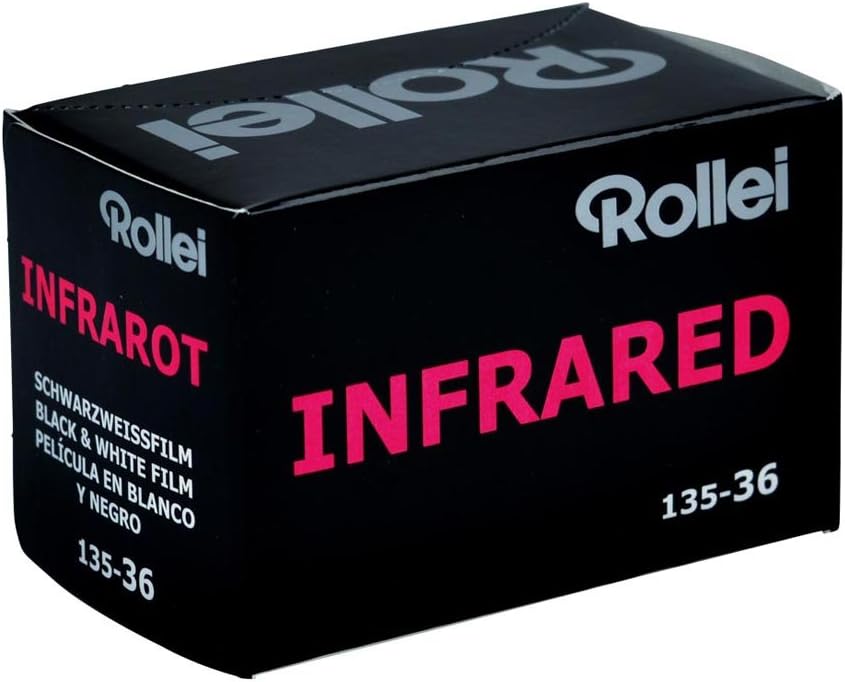 Rollei
Rollei
INFRAROT
SCHWARZWEISSFILM
BLACK & WHITE FILM
PELÍCULA EN BLANCO
Y NEGRO
135-36
Rollei
INFRARED
135-36